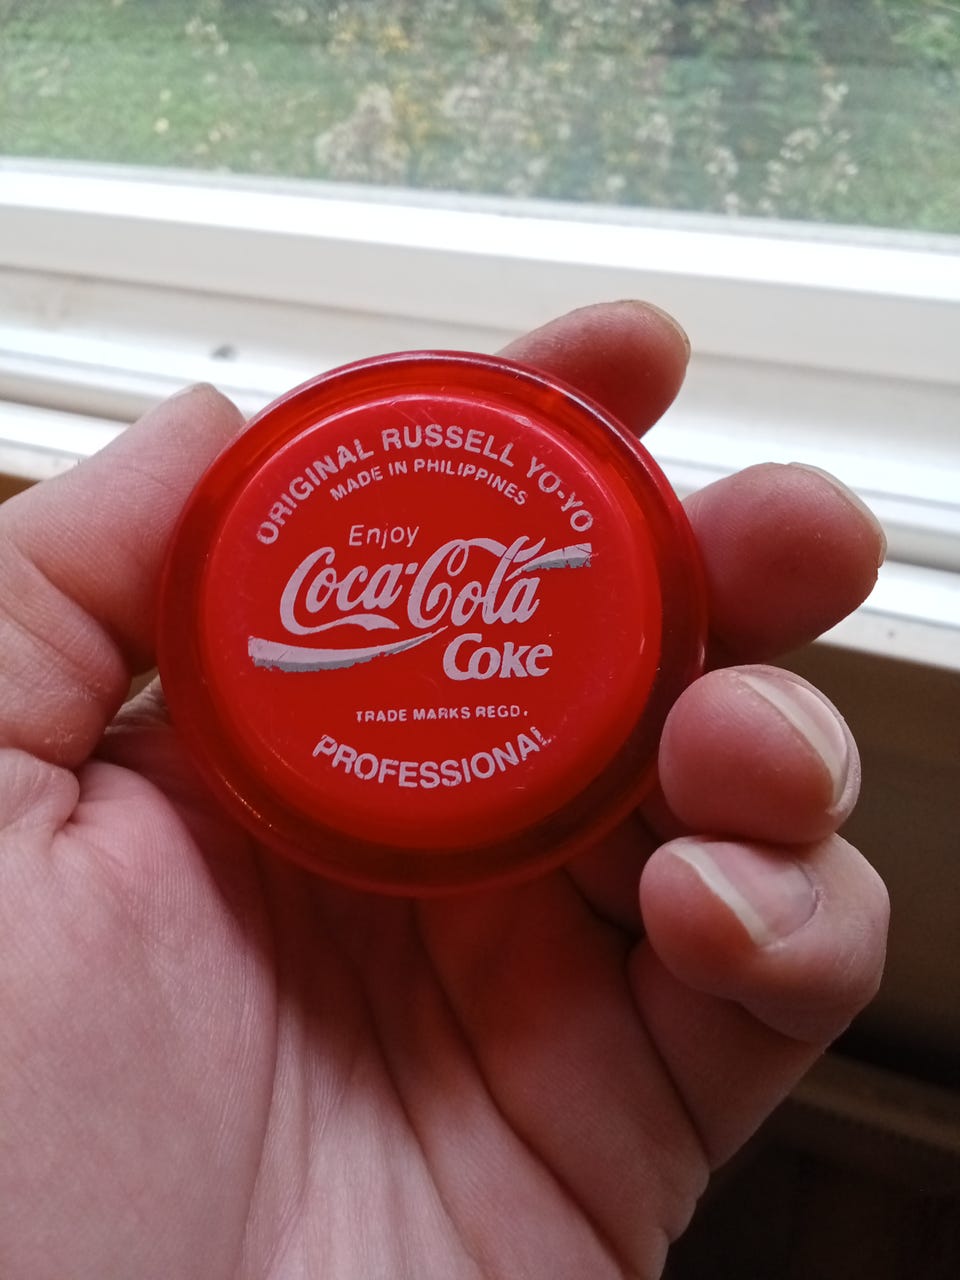 ORIGINAL RUSSELL YO-YO
MADE IN PHILIPPINES
Enjoy
Coca-Cola
Coke
TRADE MARKS REGD.
PROFESSIONAL